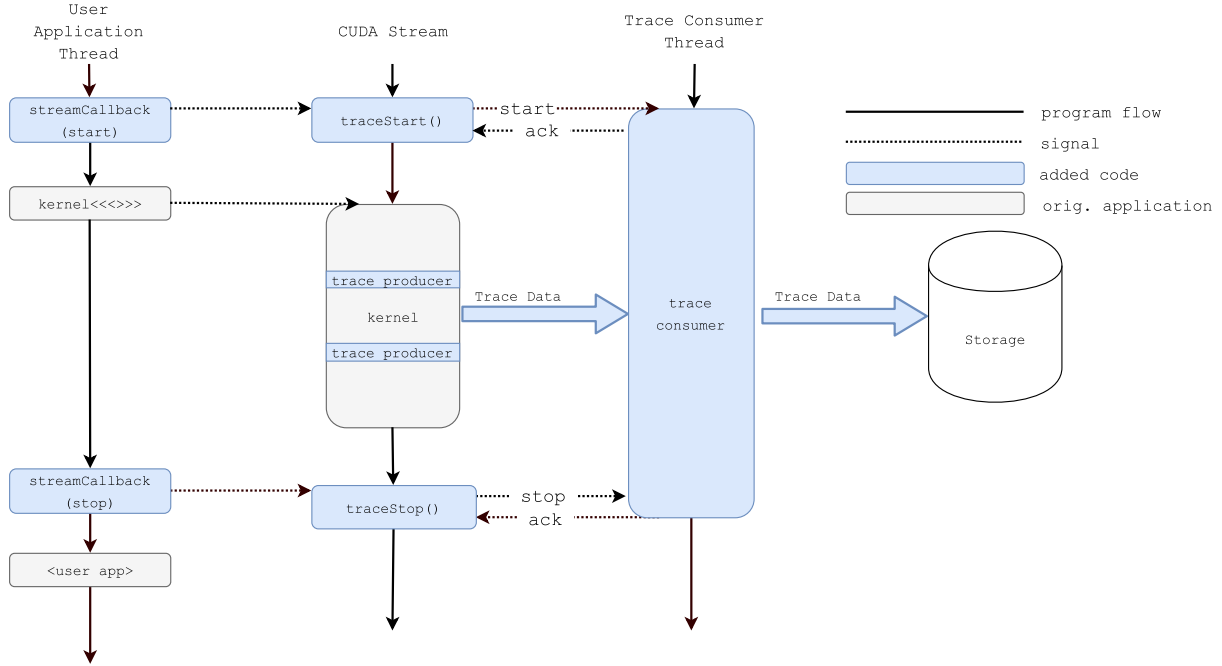 User
Application
Thread
CUDA Stream
Trace Consumer
Thread
streamCallback
(start)
traceStart()
start
ack
program flow
signal
added code
orig. application
kernel<<<>>>
trace producer
kernel
trace producer
Trace Data
trace
consumer
Trace Data
Storage
streamCallback
(stop)
traceStop()
stop
ack
<user app>